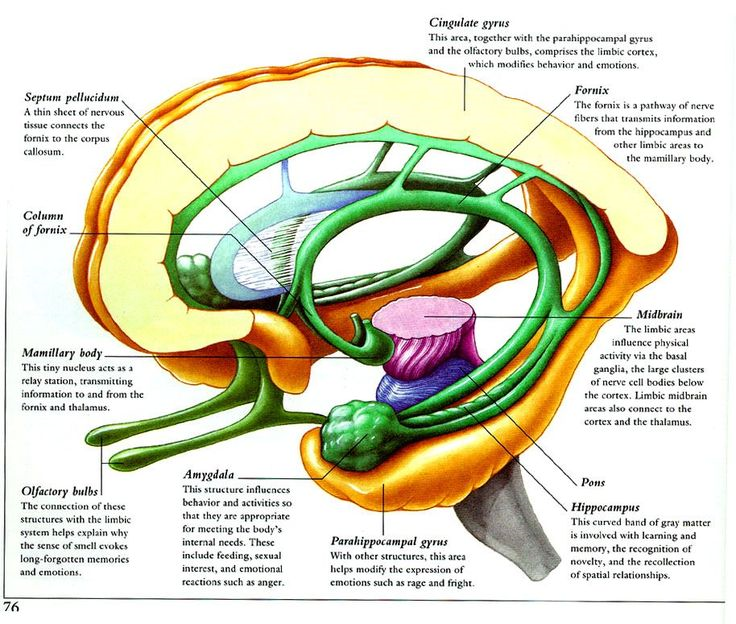 Cingulate gyrus
This area, together with the parahippocampal gyrus
and the olfactory bulbs, comprises the limbic cortex,
which modifies behavior and emotions.
Septum pellucidum
A thin sheet of nervous
tissue connects the
fornix to the corpus
callosum.
Fornix
The fornix is a pathway of nerve
fibers that transmits information
from the hippocampus and
other limbic areas to
the mamillary body.
Column
of fornix
Mamillary body
This tiny nucleus acts as a
relay station, transmitting
information to and from the
fornix and thalamus.
Midbrain
The limbic areas
influence physical
activity via the basal
ganglia, the large clusters
of nerve cell bodies below
the cortex. Limbic midbrain
areas also connect to the
cortex and the thalamus.
Olfactory bulbs
The connection of these
structures with the limbic
system helps explain why
the sense of smell evokes
long-forgotten memories
and emotions.
Amygdala
This structure influences
behavior and activities so
that they are appropriate
for meeting the body's
internal needs. These
include feeding, sexual
interest, and emotional
reactions such as anger.
Parahippocampal gyrus
With other structures, this area
helps modify the expression of
emotions such as rage and fright.
Pons
Hippocampus
This curved band of gray matter
is involved with learning and
memory, the recognition of
novelty, and the recollection
of spatial relationships.
76